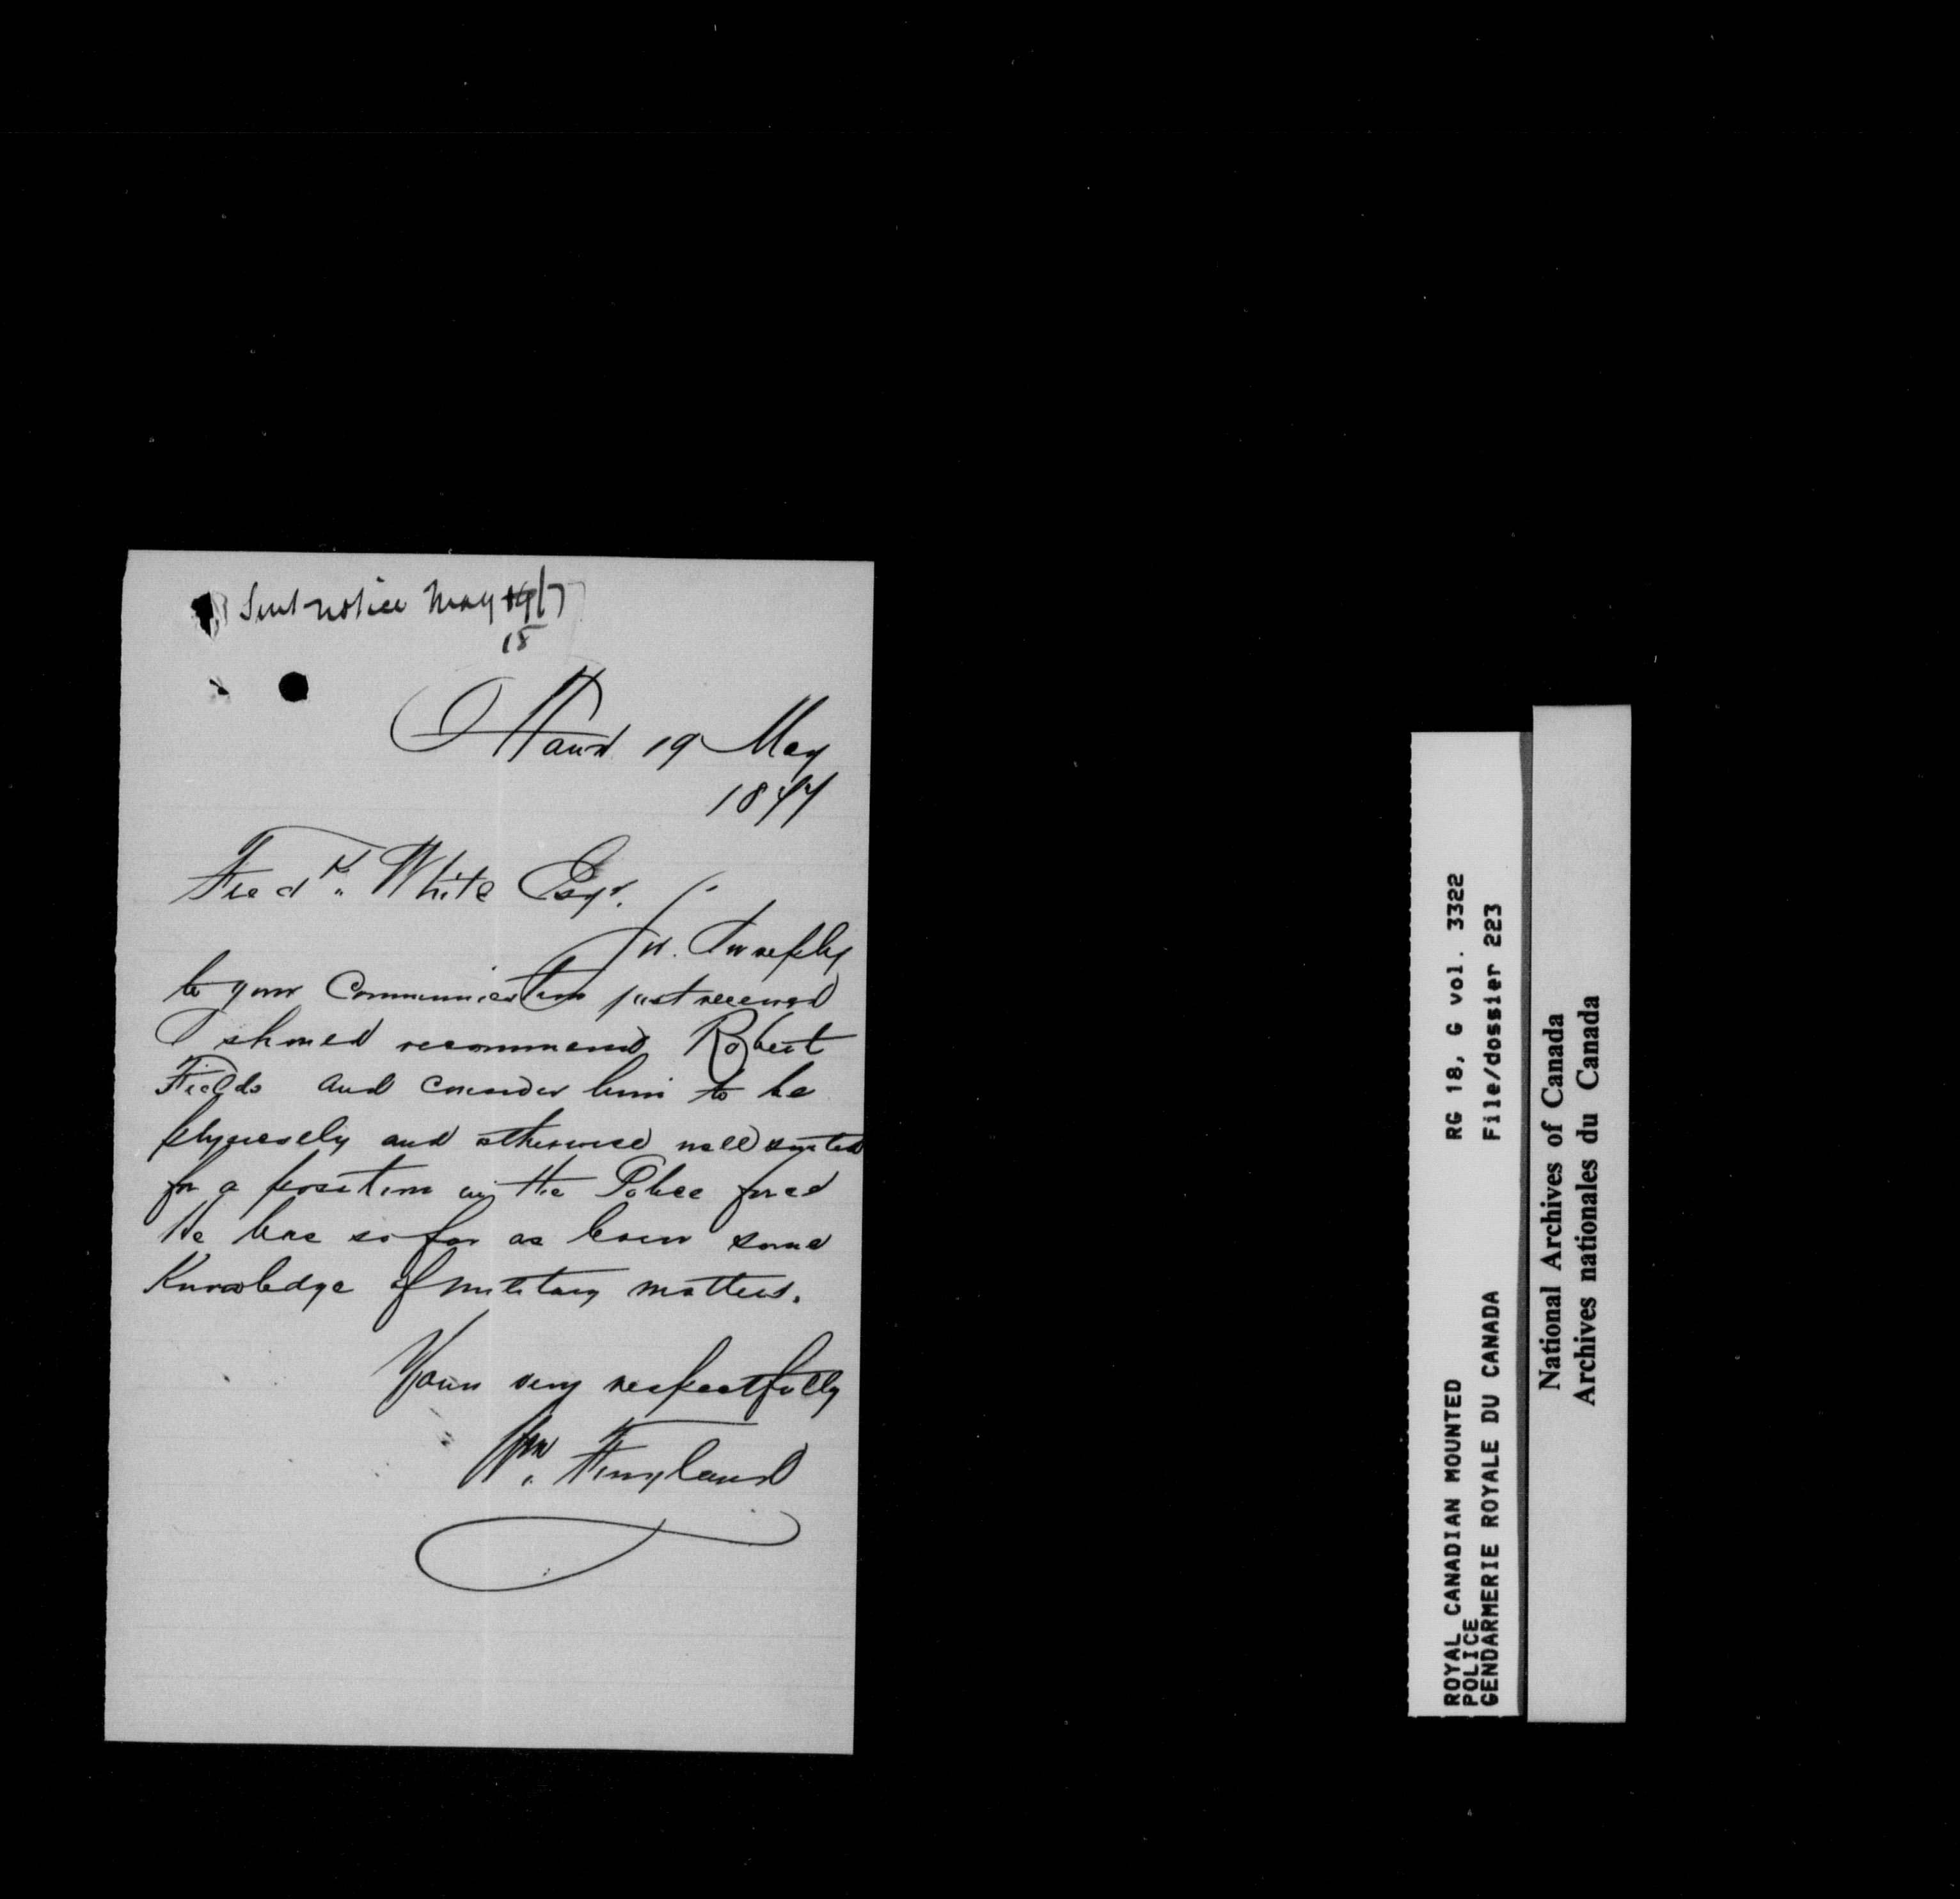 Sent notice May 19/7
18
Ottawa 19 May
1877
Fredk. White Esqr.
Sir. In reply
to your Communication just received
I should recommend Robert
Fields and consider him to be
physically and otherwise well suited
for a position in the Police force
He has so far as known some
Knowledge of military matters.
Yours very respectfully
Wm.
ROYAL CANADIAN MOUNTED
POLICE
GENDARMERIE ROYALE DU CANADA
RG 18, G vol. 3322
File/dossier 223
National Archives of Canada
Archives nationales du Canada